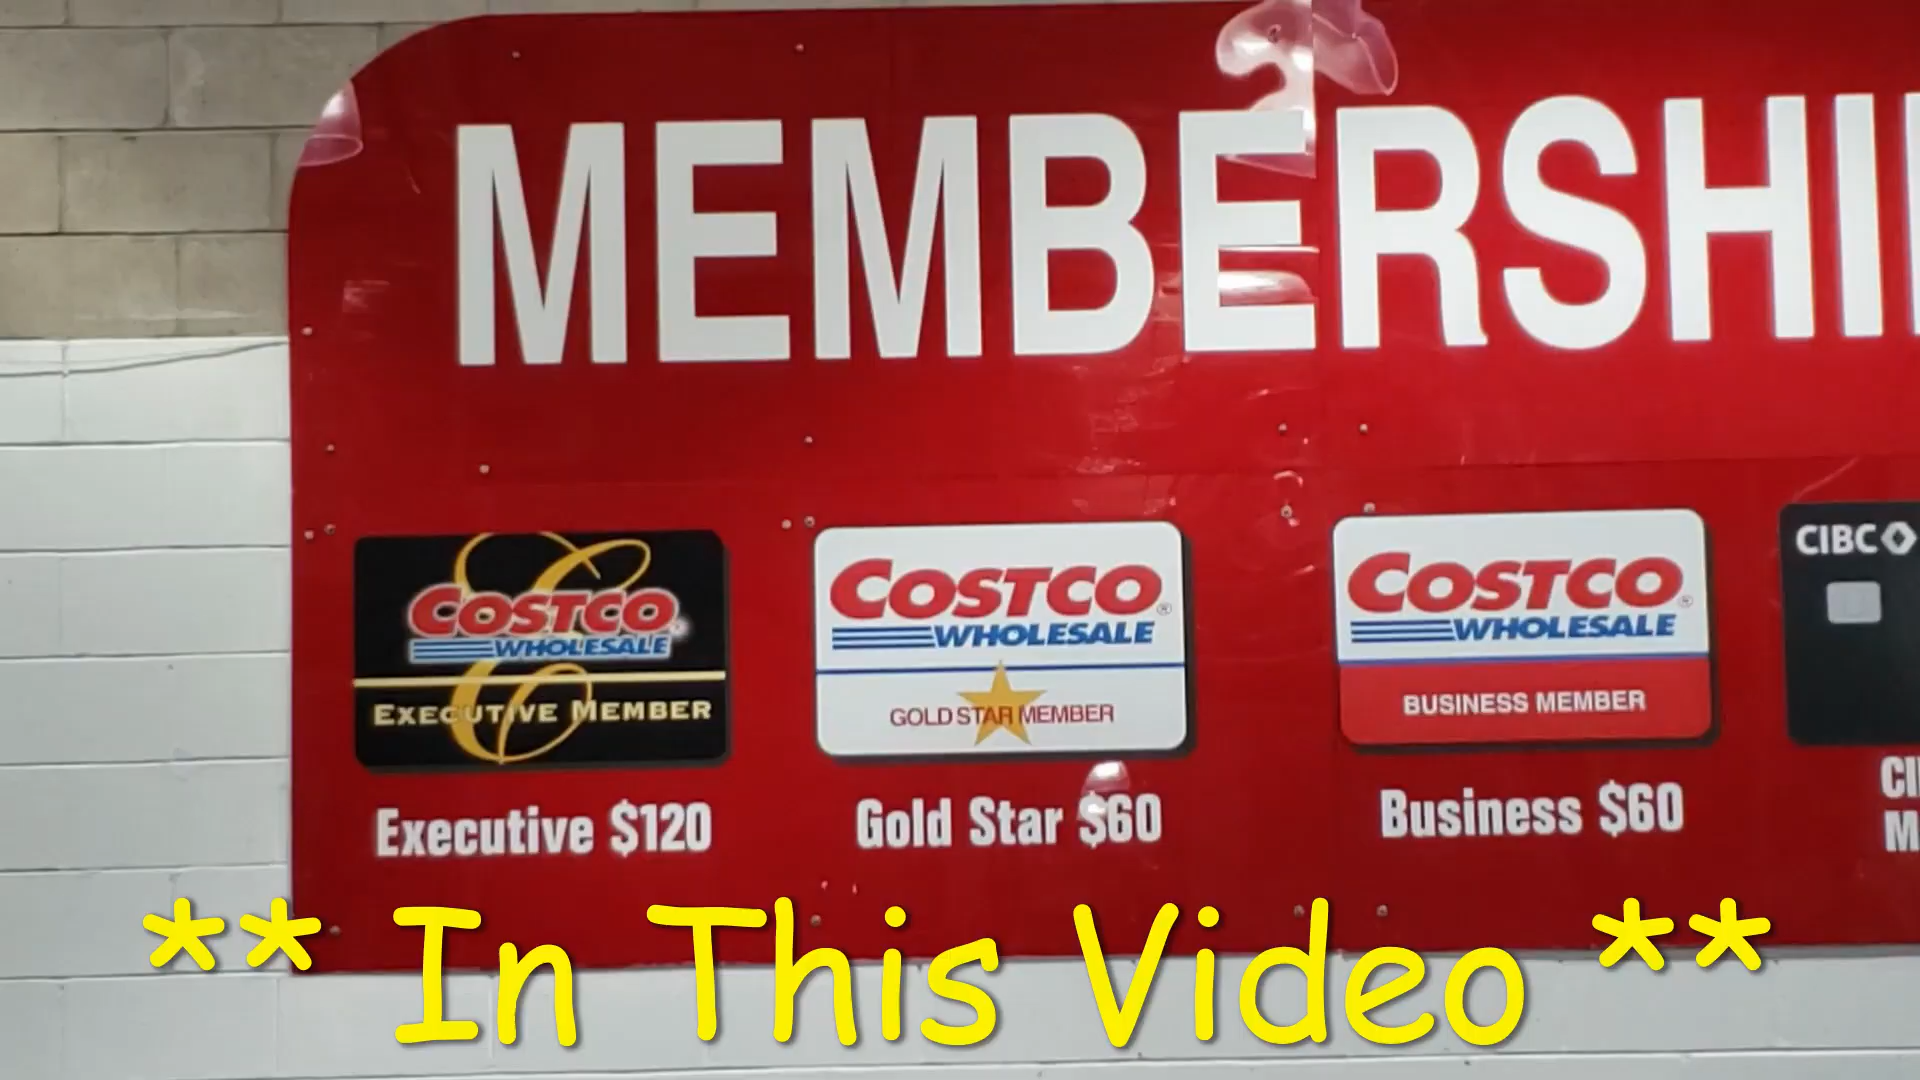 MEMBERSHI
COSTCO
WHOLESALE
EXECUTIVE MEMBER
Executive $120
COSTCO®
WHOLESALE
GOLD STAR MEMBER
Gold Star $60
COSTCO®
WHOLESALE
BUSINESS MEMBER
Business $60
CIBC
CI
M
** In This Video **